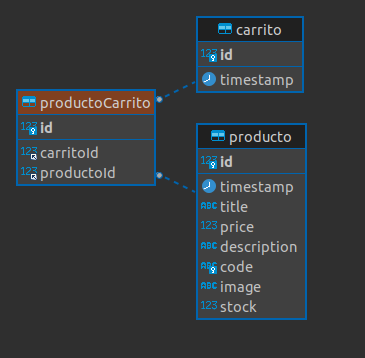 carrito
id
timestamp
productoCarrito
id
carritoId
productoId
producto
id
timestamp
title
price
description
code
image
stock